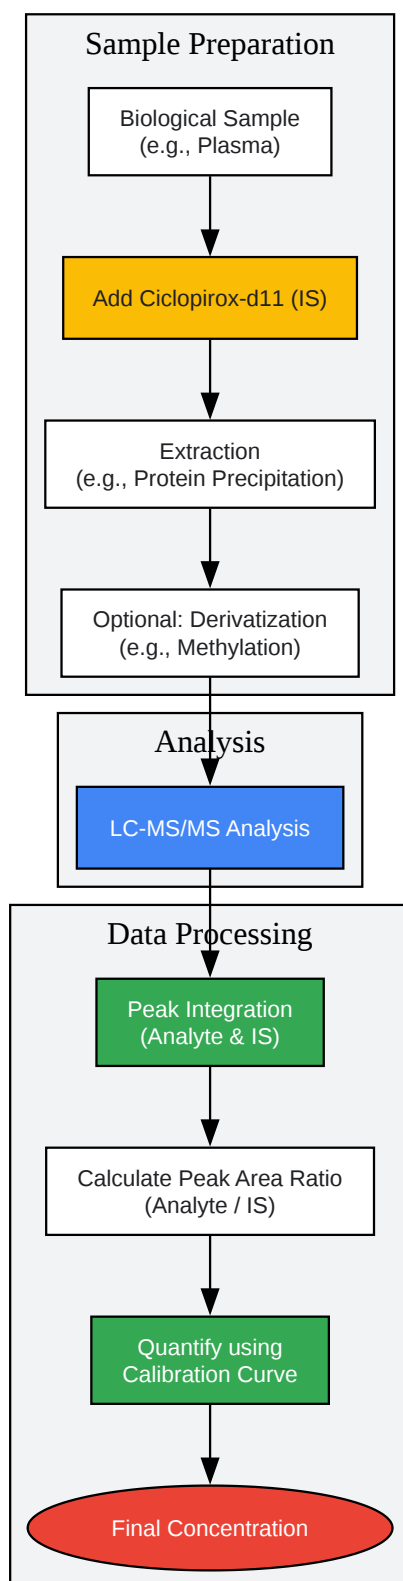 Sample Preparation
Biological Sample
(e.g., Plasma)
Add Ciclopirox-d11 (IS)
Extraction
(e.g., Protein Precipitation)
Optional: Derivatization
(e.g., Methylation)
Analysis
LC-MS/MS Analysis
Data Processing
Peak Integration
(Analyte & IS)
Calculate Peak Area Ratio
(Analyte / IS)
Quantify using
Calibration Curve
Final Concentration